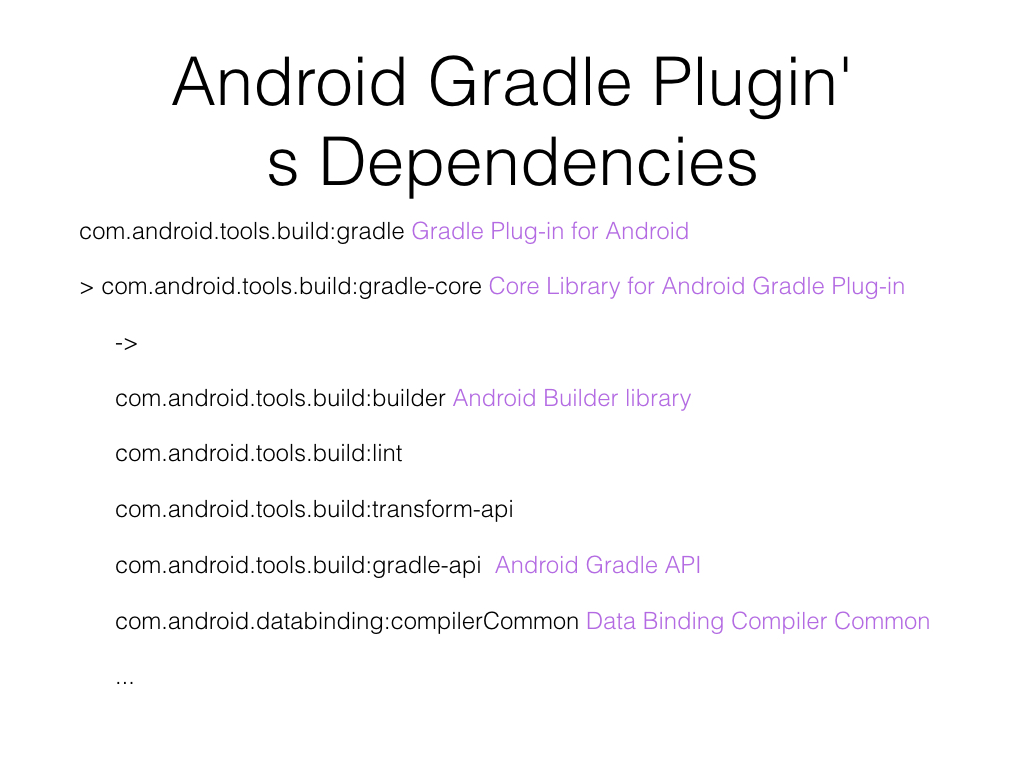 Android Gradle Plugin'
s Dependencies
com.android.tools.build:gradle Gradle Plug-in for Android
> com.android.tools.build:gradle-core Core Library for Android Gradle Plug-in
->
com.android.tools.build:builder Android Builder library
com.android.tools.build:lint
com.android.tools.build:transform-api
com.android.tools.build:gradle-api Android Gradle API
com.android.databinding:compilerCommon Data Binding Compiler Common
...